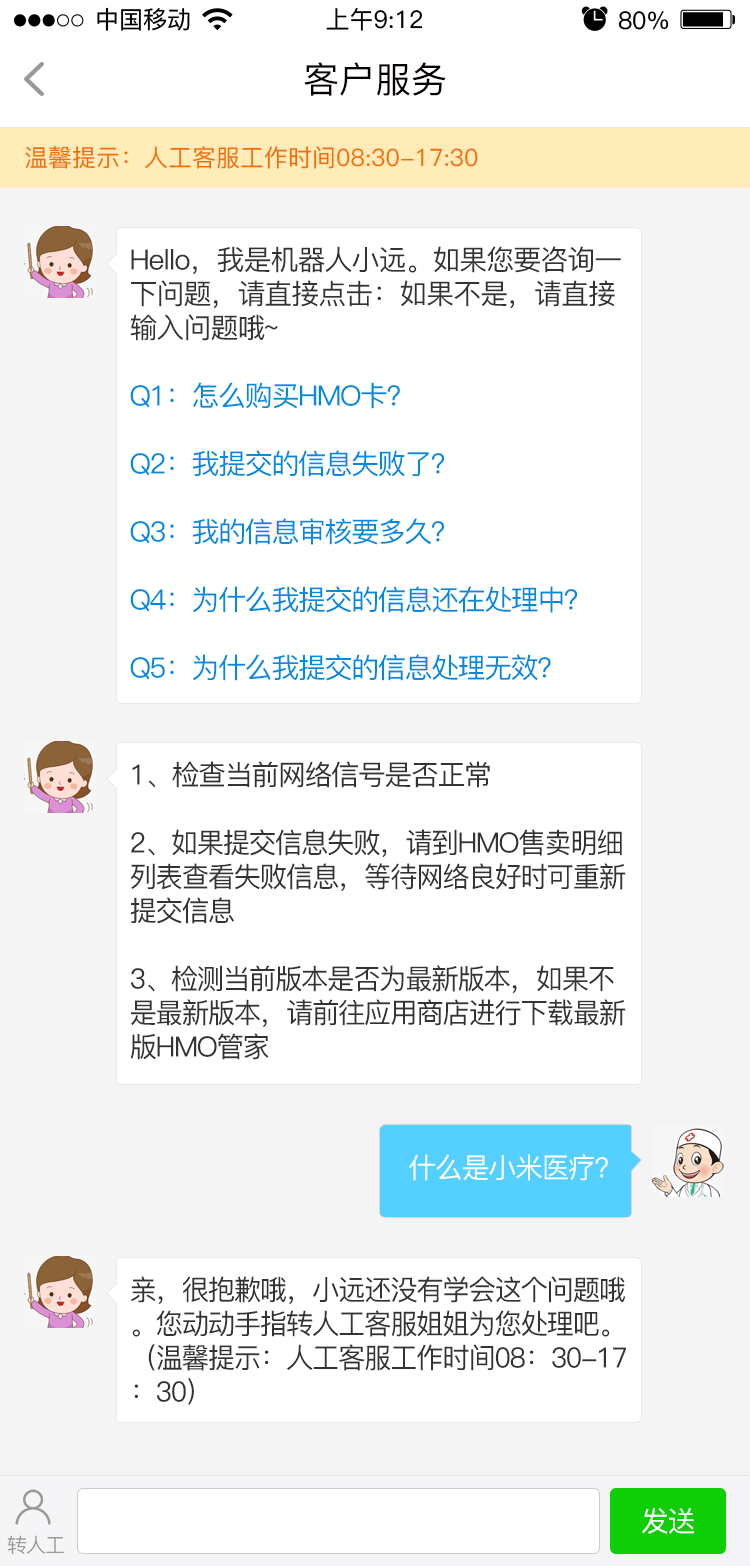 中国移动 上午9:12 80%
客户服务
温馨提示：人工客服工作时间08:30-17:30
Hello，我是机器人小远。如果您要咨询一
下问题，请直接点击：如果不是，请直接
输入问题哦~
Q1：怎么购买HMO卡？
Q2：我提交的信息失败了？
Q3：我的信息审核要多久？
Q4：为什么我提交的信息还在处理中？
Q5：为什么我提交的信息处理无效？
1、检查当前网络信号是否正常
2、如果提交信息失败，请到HMO售卖明细
列表查看失败信息，等待网络良好时可重新
提交信息
3、检测当前版本是否为最新版本，如果不
是最新版本，请前往应用商店进行下载最新
版HMO管家
什么是小米医疗？
亲，很抱歉哦，小远还没有学会这个问题哦
。您动动手指转人工客服姐姐为您处理吧。
（温馨提示：人工客服工作时间08：30-17
：30）
转人工
发送